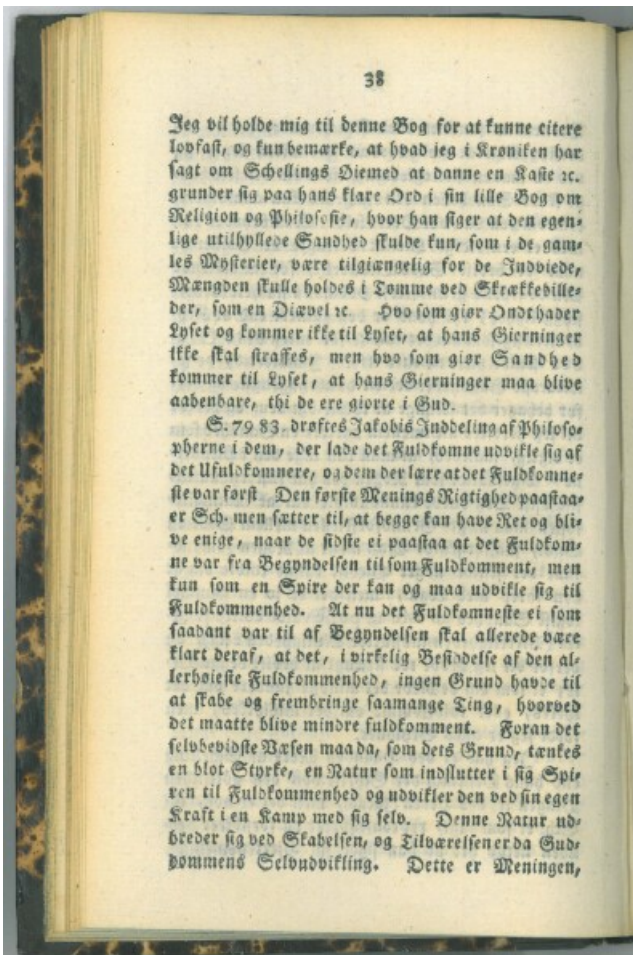 38
Jeg vil holde mig til denne Bog for at kunne citere
lovfast, og kun bemærke, at hvad jeg i Krøniken har
sagt om Schellings Øiemed at danne en Kaste ꝛc.
grunder sig paa hans klare Ord i sin lille Bog om
Religion og Philosofie, hvor han siger at den egen-
lige utilhyllede Sandhed skulde kun, som i de gam-
les Mysterier, være tilgiængelig for de Indviede,
Mængden skulle holdes i Tømme ved Skrækkebille-
der, som en Diævel ꝛc. Hvo som giør Ondt hader
Lyset og kommer ikke til Lyset, at hans Gierninger
ikke skal straffes, men hvo som giør Sandhed
kommer til Lyset, at hans Gierninger maa blive
aabenbare, thi de ere giorte i Gud.
S. 79 83. drøftes Jakobis Inddeling af Philoso-
pherne i dem, der lade det Fuldkomne udvikle sig af
det Ufuldkomnere, og dem der lære at det Fuldkomne-
ste var først. Den første Menings Rigtighed paastaa-
er Sch. men sætter til, at begge kan have Ret og bli-
ve enige, naar de sidste ei paastaa at det Fuldkom-
ne var fra Begyndelsen til som Fuldkomment, men
kun som en Spire der kan og maa udvikle sig til
Fuldkommenhed. At nu det Fuldkomneste ei som
saadant var til af Begyndelsen skal allerede være
klart deraf, at det, i virkelig Besiddelse af den al-
lerhøieste Fuldkommenhed, ingen Grund havde til
at skabe og frembringe saamange Ting, hvorved
det maatte blive mindre fuldkomment. Foran det
selvbevidste Væsen maa da, som dets Grund, tænkes
en blot Styrke, en Natur som indslutter i sig Spi-
ren til Fuldkommenhed og udvikler den ved sin egen
Kraft i en Kamp med sig selv. Denne Natur ud-
breder sig ved Skabelsen, og Tilværelsen er da Gud-
dommens Selvudvikling. Dette er Meningen,